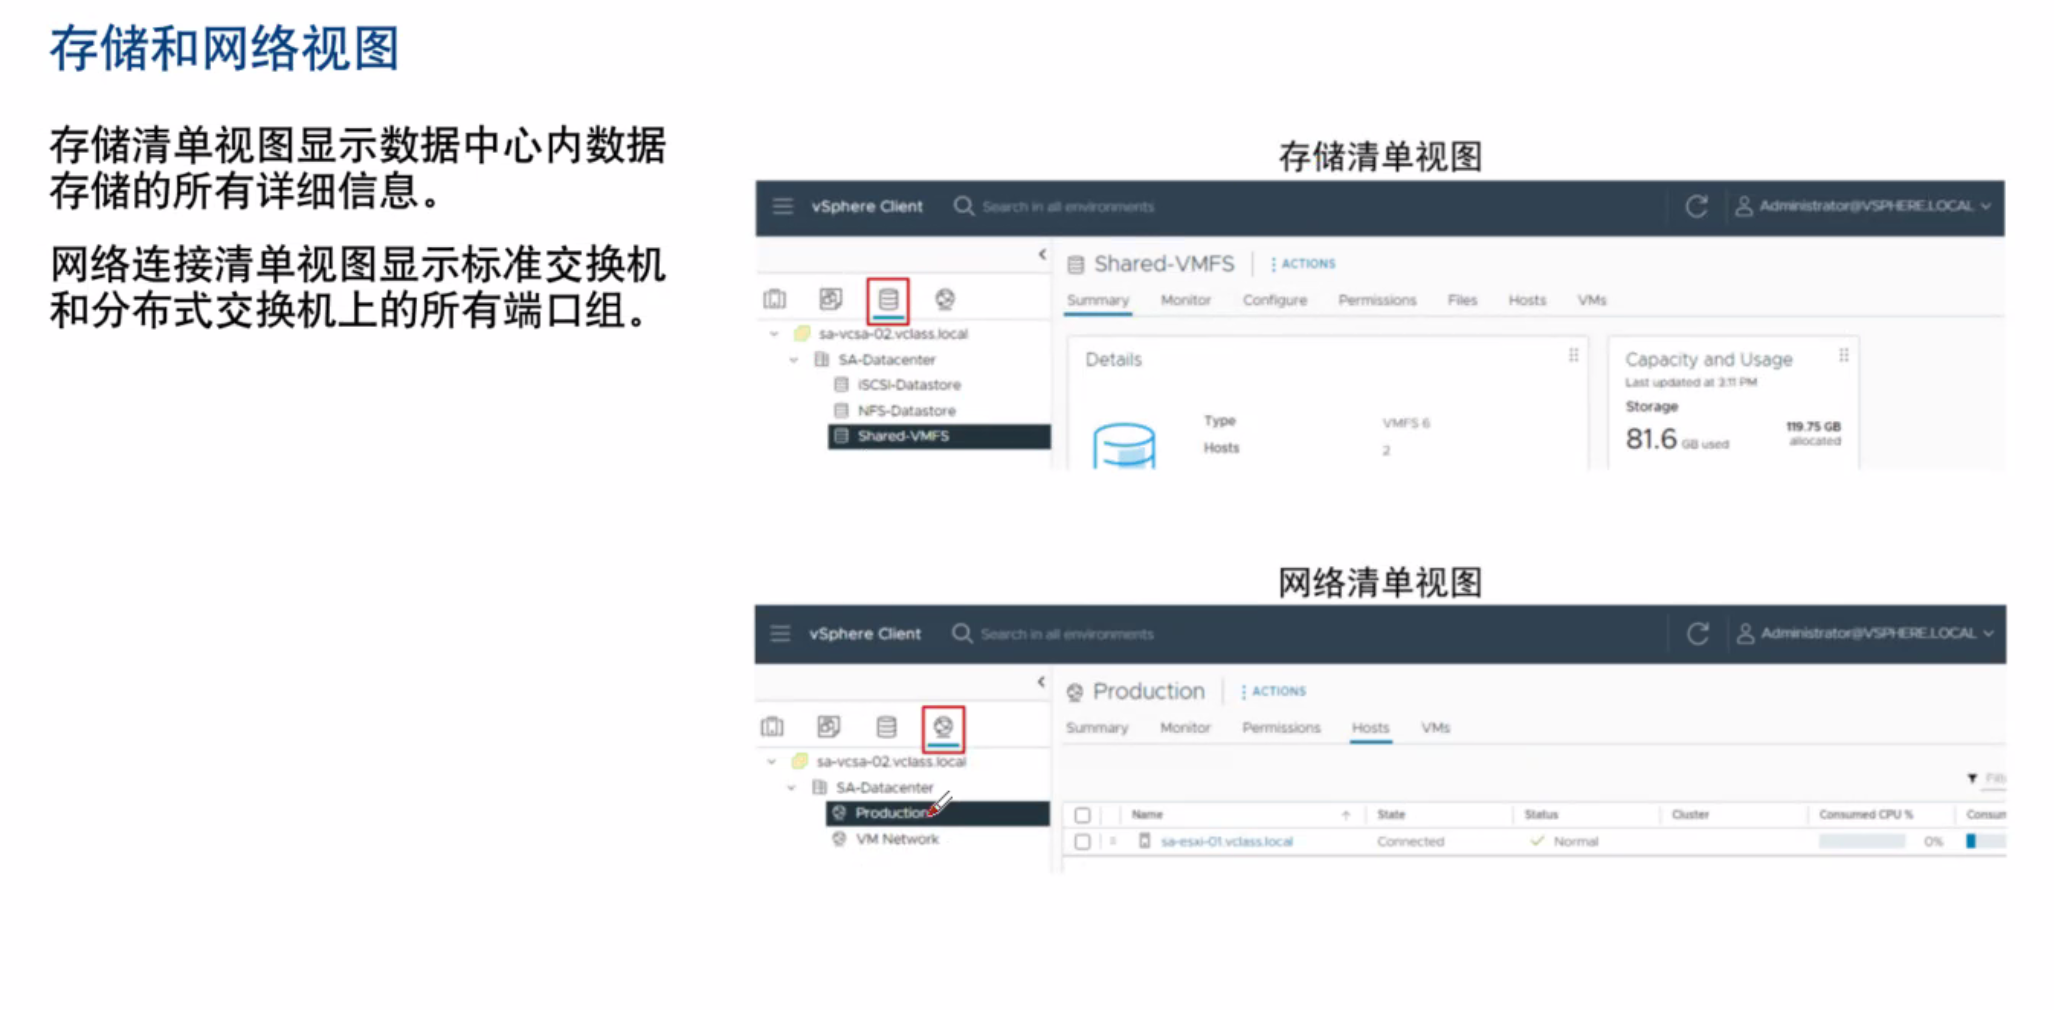 存储和网络视图
存储清单视图显示数据中心内数据
存储的所有详细信息。
网络连接清单视图显示标准交换机
和分布式交换机上的所有端口组。
存储清单视图
vSphere Client
Search in all environments
Administrator@VSPHERE.LOCAL
Shared-VMFS
ACTIONS
Summary Monitor Configure Permissions Files Hosts VMs
sa-vcsa-02.vclass.local
SA-Datacenter
iSCSI-Datastore
NFS-Datastore
Shared-VMFS
Details
Type VMFS 6
Hosts 2
Capacity and Usage
Last updated at 3:11 PM
Storage
81.6 GB used
119.75 GB
allocated
网络清单视图
vSphere Client
Search in all environments
Administrator@VSPHERE.LOCAL
Production
ACTIONS
Summary Monitor Permissions Hosts VMs
sa-vcsa-02.vclass.local
SA-Datacenter
Production
VM Network
Name State Status Cluster Consumed CPU %
sa-esxi-01.vclass.local Connected Normal 0%